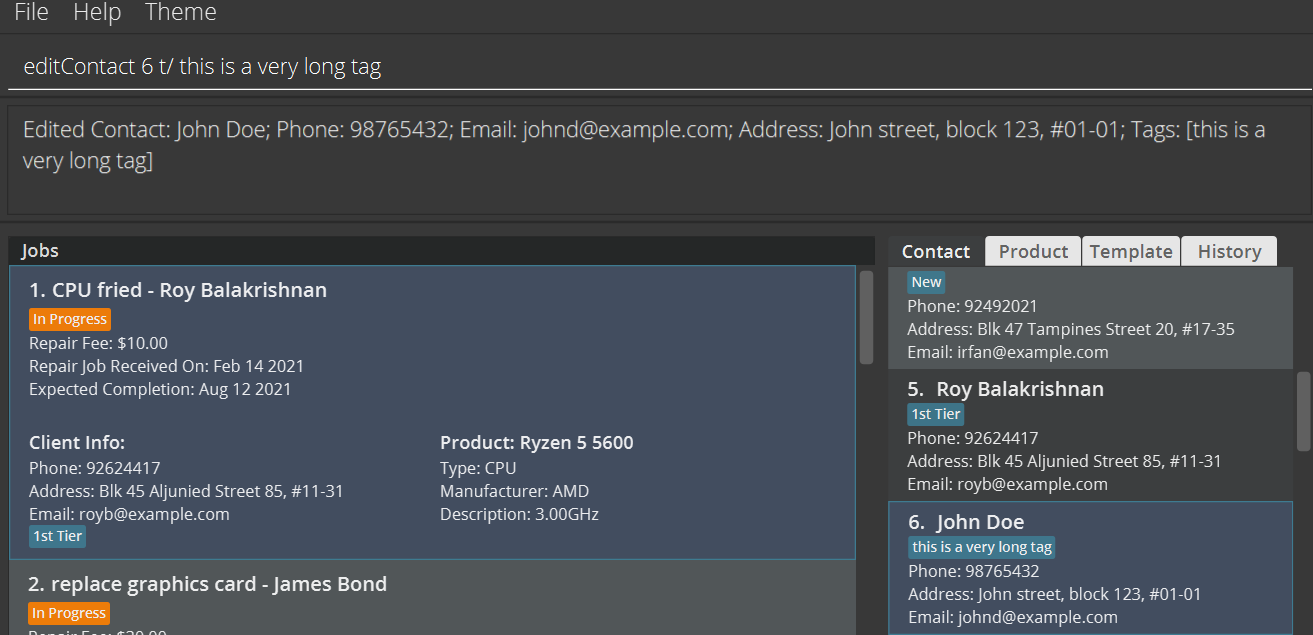 File Help Theme
editContact 6 t/ this is a very long tag
Edited Contact: John Doe; Phone: 98765432; Email: johnd@example.com; Address: John street, block 123, #01-01; Tags: [this is a
very long tag]
Jobs
1. CPU fried - Roy Balakrishnan
In Progress
Repair Fee: $10.00
Repair Job Received On: Feb 14 2021
Expected Completion: Aug 12 2021
Client Info:
Phone: 92624417
Address: Blk 45 Aljunied Street 85, #11-31
Email: royb@example.com
1st Tier
Product: Ryzen 5 5600
Type: CPU
Manufacturer: AMD
Description: 3.00GHz
2. replace graphics card - James Bond
In Progress
Repair Fee: $20.00
Contact Product Template History
New
Phone: 92492021
Address: Blk 47 Tampines Street 20, #17-35
Email: irfan@example.com
5. Roy Balakrishnan
1st Tier
Phone: 92624417
Address: Blk 45 Aljunied Street 85, #11-31
Email: royb@example.com
6. John Doe
this is a very long tag
Phone: 98765432
Address: John street, block 123, #01-01
Email: johnd@example.com